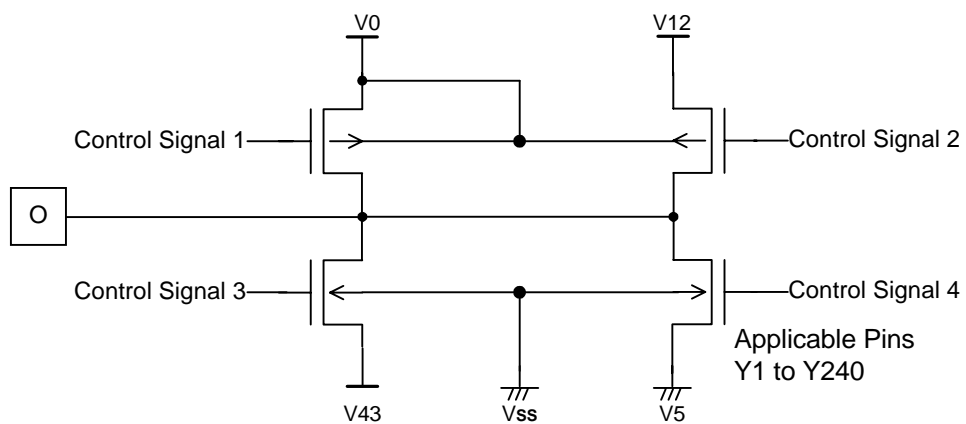 V0
V12
Control Signal 1
Control Signal 2
O
Control Signal 3
Control Signal 4
Applicable Pins
Y1 to Y240
V43
Vss
V5